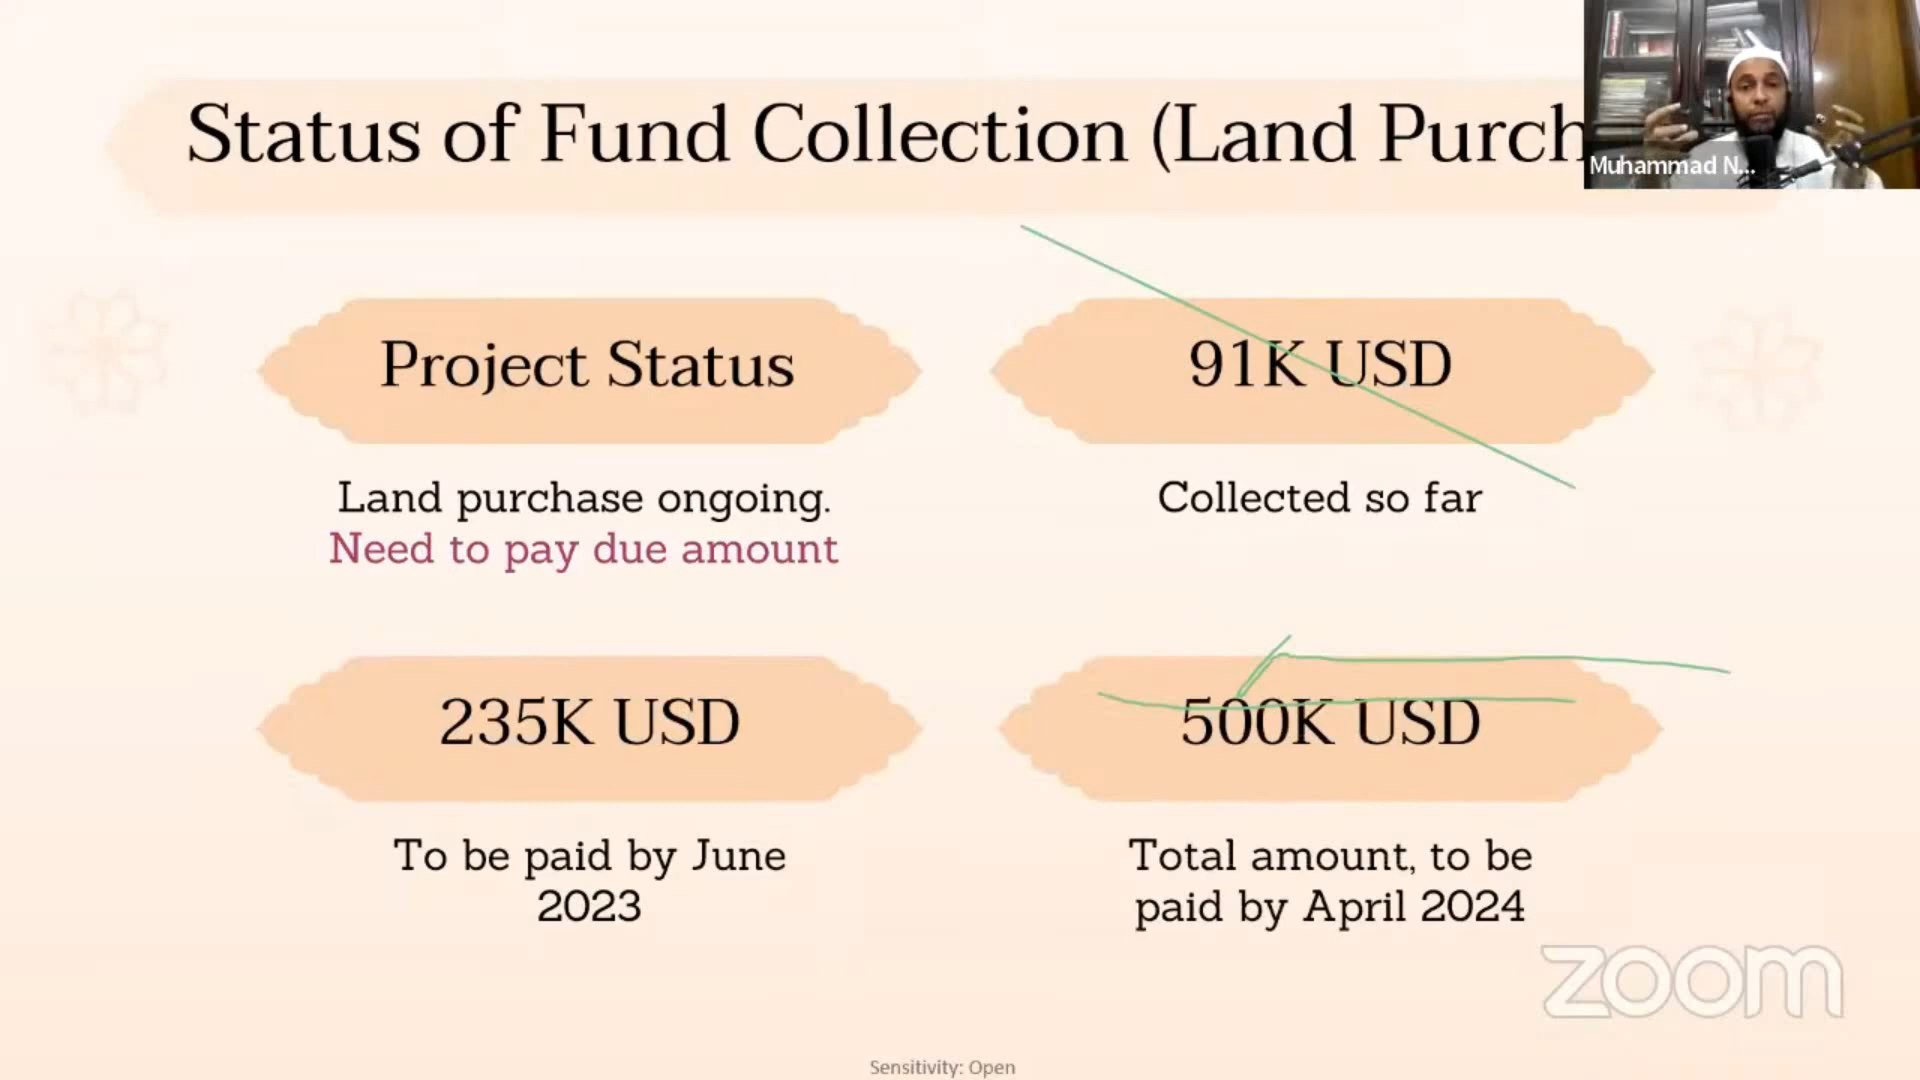 Status of Fund Collection (Land Purch
Muhammad N...
Project Status
91K USD
Land purchase ongoing.
Need to pay due amount
Collected so far
235K USD
500K USD
To be paid by June
2023
Total amount, to be
paid by April 2024
zoom
Sensitivity: Open